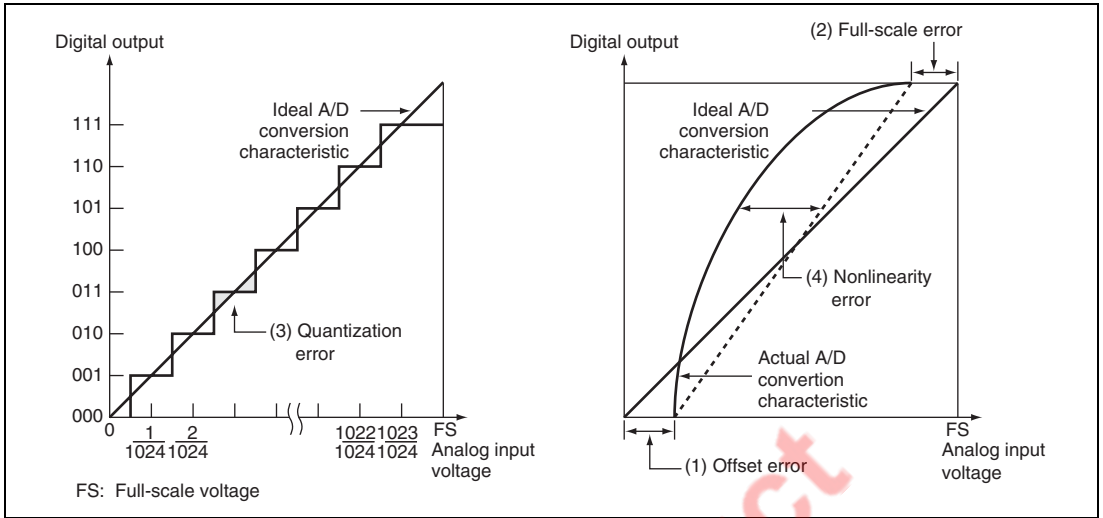 Digital output
111
110
101
100
011
010
001
000
Ideal A/D
conversion
characteristic
(3) Quantization
error
0
1
1024
2
1024
1022
1024
1023
1024
FS
Analog input
voltage
FS: Full-scale voltage
Digital output
(2) Full-scale error
Ideal A/D
conversion
characteristic
(4) Nonlinearity
error
Actual A/D
convertion
characteristic
FS
Analog input
voltage
(1) Offset error
ct